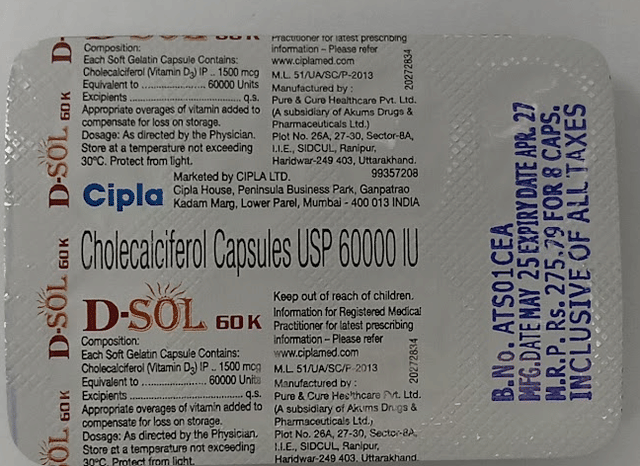 D-SOL 60 K
Composition:
Each Soft Gelatin Capsule Contains:
Cholecalciferol (Vitamin D3) IP .. 1500 mcg
Equivalent to ........................ 60000 Units
Excipients ................................... q.s.
Appropriate overages of vitamin added to
compensate for loss on storage.
Dosage: As directed by the Physician.
Store at a temperature not exceeding
30°C. Protect from light.
Practitioner for latest prescribing
information – Please refer
www.ciplamed.com
M.L. 51/UA/SC/P-2013
Manufactured by :
Pure & Cure Healthcare Pvt. Ltd.
(A subsidiary of Akums Drugs &
Pharmaceuticals Ltd.)
Plot No. 26A, 27-30, Sector-8A,
I.I.E., SIDCUL, Ranipur,
Haridwar-249 403, Uttarakhand.
20272834
99357208
Cipla
Marketed by CIPLA LTD.
Cipla House, Peninsula Business Park, Ganpatrao
Kadam Marg, Lower Parel, Mumbai - 400 013 INDIA
Cholecalciferol Capsules USP 60000 IU
D-SOL 60 K
Composition:
Each Soft Gelatin Capsule Contains:
Cholecalciferol (Vitamin D3) IP .. 1500 mcg
Equivalent to ........................ 60000 Units
Excipients ................................... q.s.
Appropriate overages of vitamin added to
compensate for loss on storage.
Dosage: As directed by the Physician.
Store at a temperature not exceeding
30°C. Protect from light.
Keep out of reach of children.
Information for Registered Medical
Practitioner for latest prescribing
information – Please refer
www.ciplamed.com
M.L. 51/UA/SC/P-2013
Manufactured by :
Pure & Cure Healthcare Pvt. Ltd.
(A subsidiary of Akums Drugs &
Pharmaceuticals Ltd.)
Plot No. 26A, 27-30, Sector-8A,
I.I.E., SIDCUL, Ranipur,
Haridwar-249 403, Uttarakhand.
20272834
D-
D-SOL 60 K
D-SOL 60 K
OL 60 K
B.No. ATS01CEA
MFG.DATE MAY 25 EXPIRY DATE APR. 27
M.R.P. Rs. 275.79 FOR 8 CAPS.
INCLUSIVE OF ALL TAXES